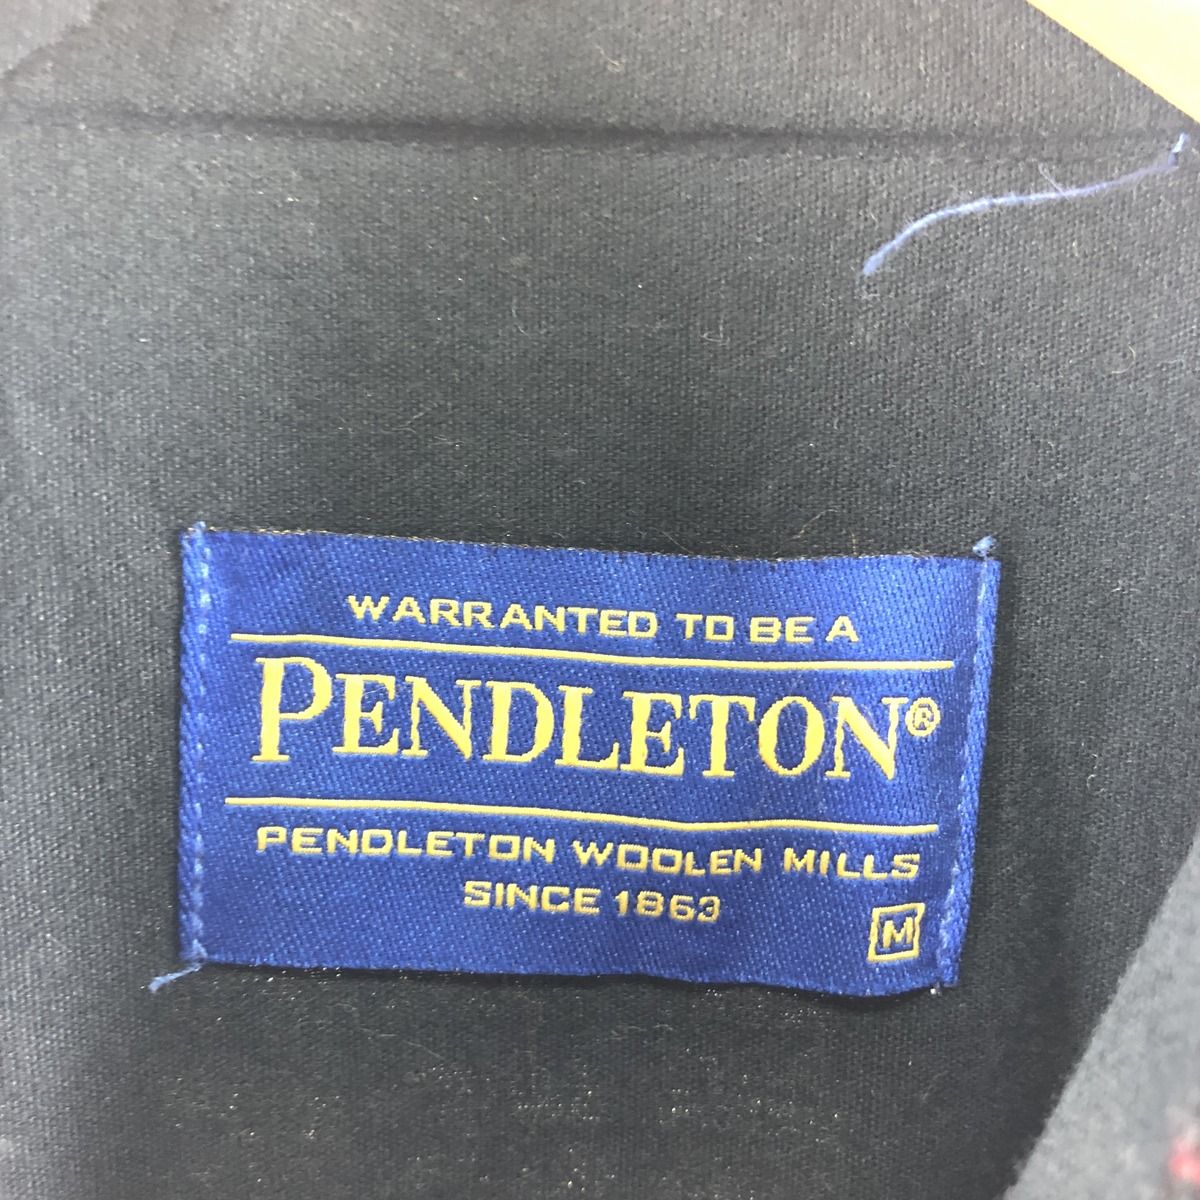 WARRANTED TO BE A
PENDLETON®
PENDLETON WOOLEN MILLS
SINCE 1863
M